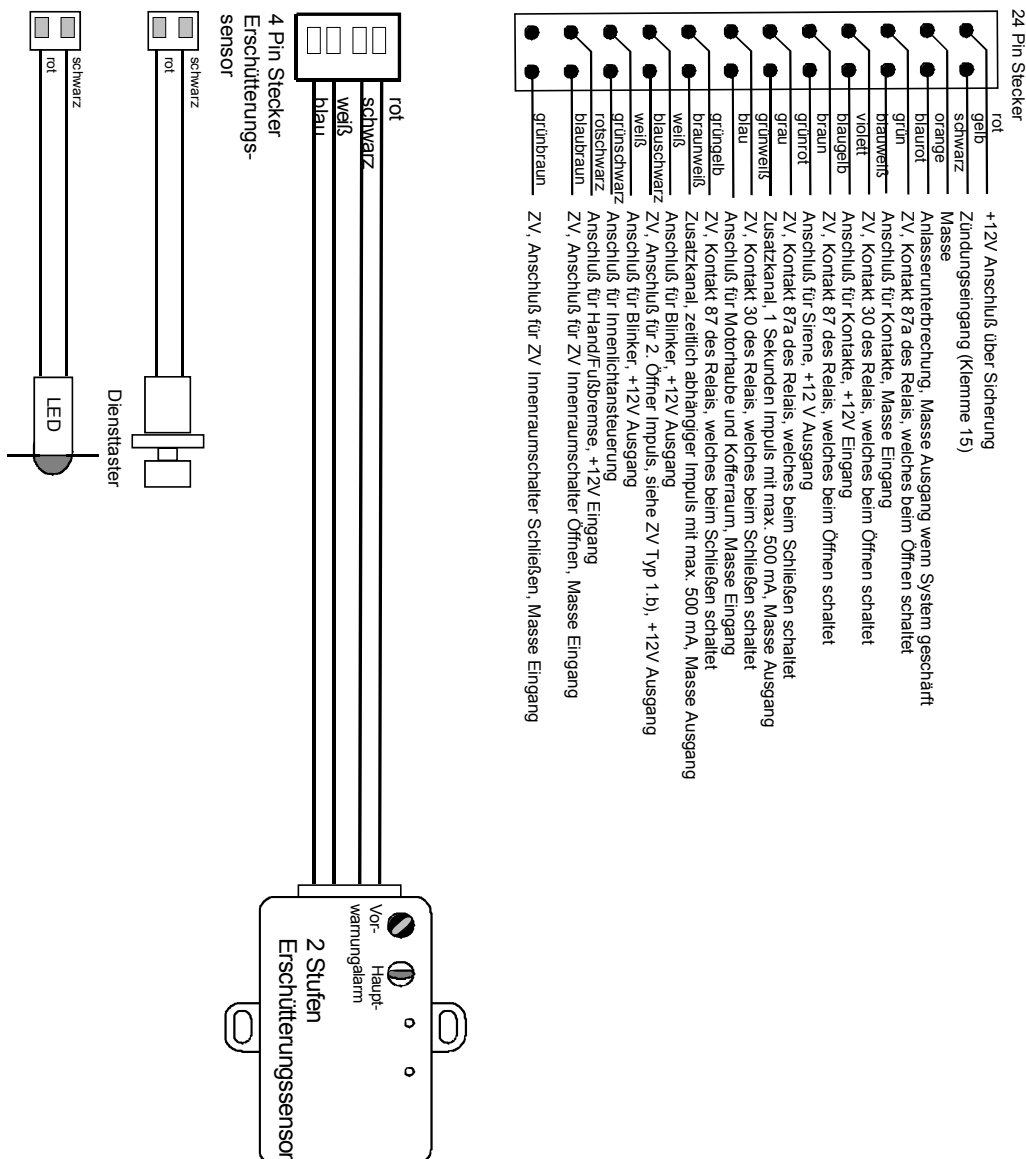 24 Pin Stecker
rot +12V Anschluß über Sicherung
gelb Zündungseingang (Klemme 15)
schwarz Masse
orange Anlasserunterbrechung, Masse Ausgang wenn System geschärft
blaurot ZV, Kontakt 87a des Relais, welches beim Öffnen schaltet
grün Anschluß für Kontakte, Masse Eingang
blauweiß ZV, Kontakt 30 des Relais, welches beim Öffnen schaltet
violett Anschluß für Kontakte, +12V Eingang
blaugelb ZV, Kontakt 87 des Relais, welches beim Öffnen schaltet
braun Anschluß für Sirene, +12 V Ausgang
grünrot ZV, Kontakt 87a des Relais, welches beim Schließen schaltet
grau Zusatzkanal, 1 Sekunden Impuls mit max. 500 mA, Masse Ausgang
grünweiß ZV, Kontakt 30 des Relais, welches beim Schließen schaltet
blau Anschluß für Motorhaube und Kofferraum, Masse Eingang
grüngelb ZV, Kontakt 87 des Relais, welches beim Schließen schaltet
braunweiß Zusatzkanal, zeitlich abhängiger Impuls mit max. 500 mA, Masse Ausgang
weiß Anschluß für Blinker, +12V Ausgang
blauschwarz ZV, Anschluß für 2. Öffner Impuls, siehe ZV Typ 1.b), +12V Ausgang
weiß Anschluß für Blinker, +12V Ausgang
grünschwarz Anschluß für Innenlichtansteuerung
rotschwarz Anschluß für Hand/Fußbremse, +12V Eingang
blaubraun ZV, Anschluß für ZV Innenraumschalter Öffnen, Masse Eingang
grünbraun ZV, Anschluß für ZV Innenraumschalter Schließen, Masse Eingang
rot
schwarz
weiß
blau
4 Pin Stecker
Erschütterungs-
sensor
Vor- Haupt-
warnungalarm
2 Stufen
Erschütterungssensor
schwarz
rot
Diensttaster
schwarz
rot
LED